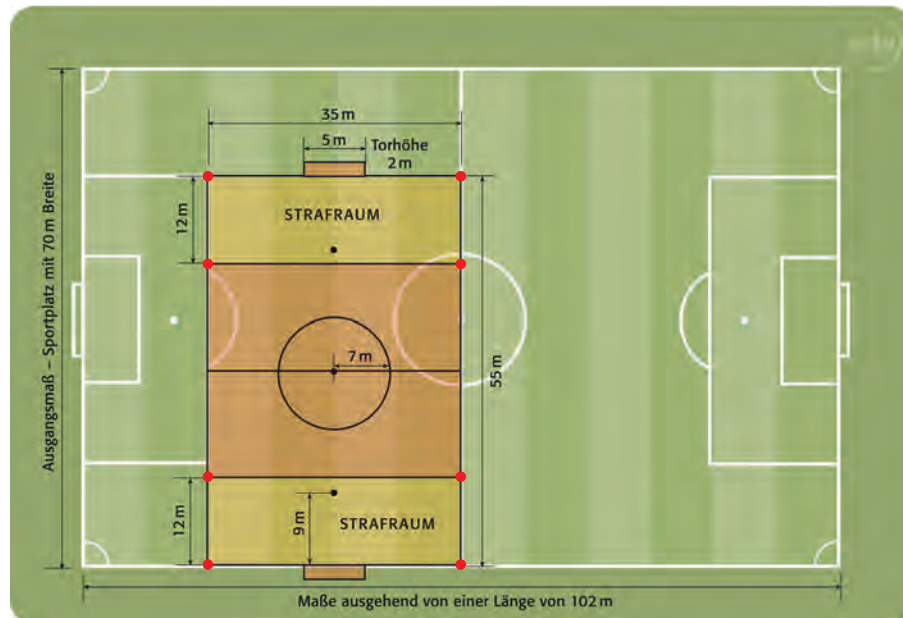 35 m
5 m
Torhöhe
2 m
12 m
STRAFRAUM
Ausgangsmaß – Sportplatz mit 70 m Breite
7 m
55 m
12 m
9 m
STRAFRAUM
Maße ausgehend von einer Länge von 102 m